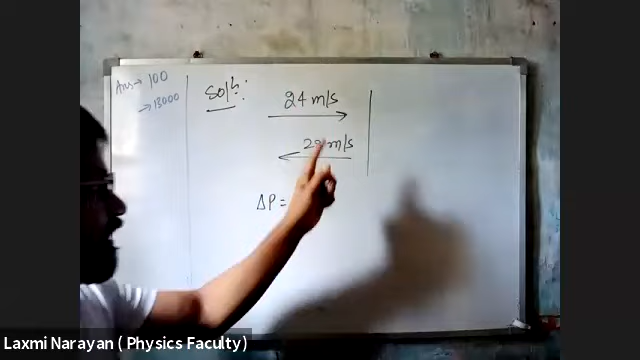 Ans → 100
→ 13000
Solⁿ:
24 m/s
m/s
ΔP =
Laxmi Narayan ( Physics Faculty)